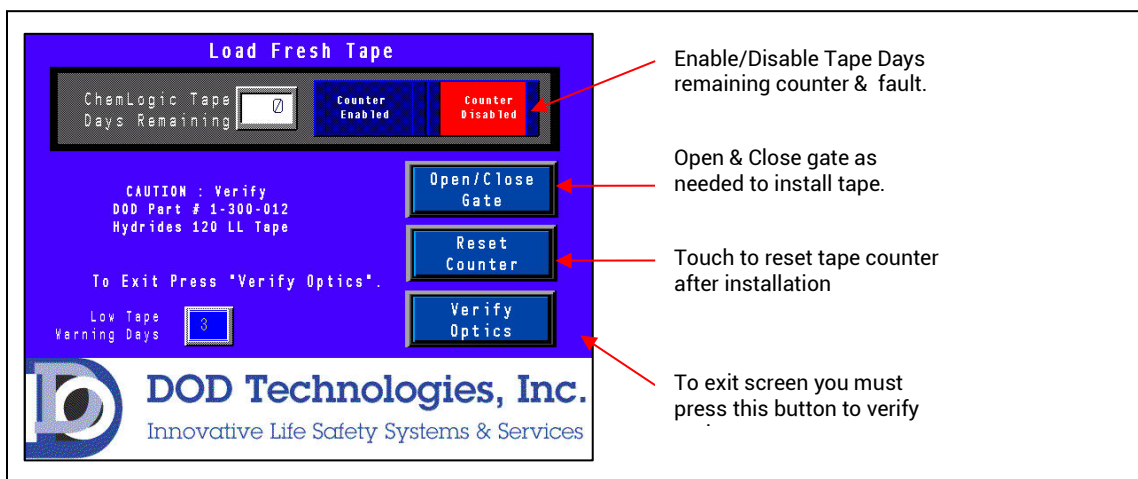 Load Fresh Tape
ChemLogic Tape
Days Remaining
0
Counter
Enabled
Counter
Disabled
Enable/Disable Tape Days
remaining counter & fault.
CAUTION : Verify
DOD Part # 1-300-012
Hydrides 120 LL Tape
Open/Close
Gate
Open & Close gate as
needed to install tape.
Reset
Counter
Touch to reset tape counter
after installation
To Exit Press "Verify Optics".
Low Tape
Warning Days
3
Verify
Optics
To exit screen you must
press this button to verify
DOD Technologies, Inc.
Innovative Life Safety Systems & Services